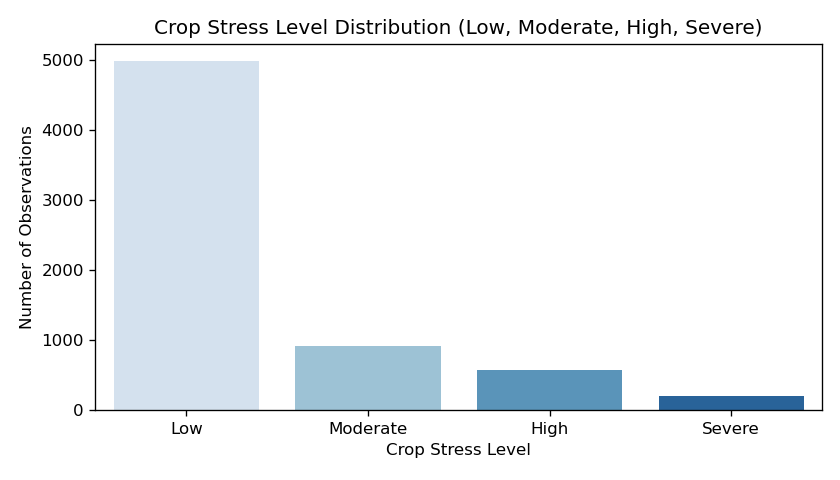 Crop Stress Level Distribution (Low, Moderate, High, Severe)
Number of Observations
5000
4000
3000
2000
1000
0
Low Moderate High Severe
Crop Stress Level